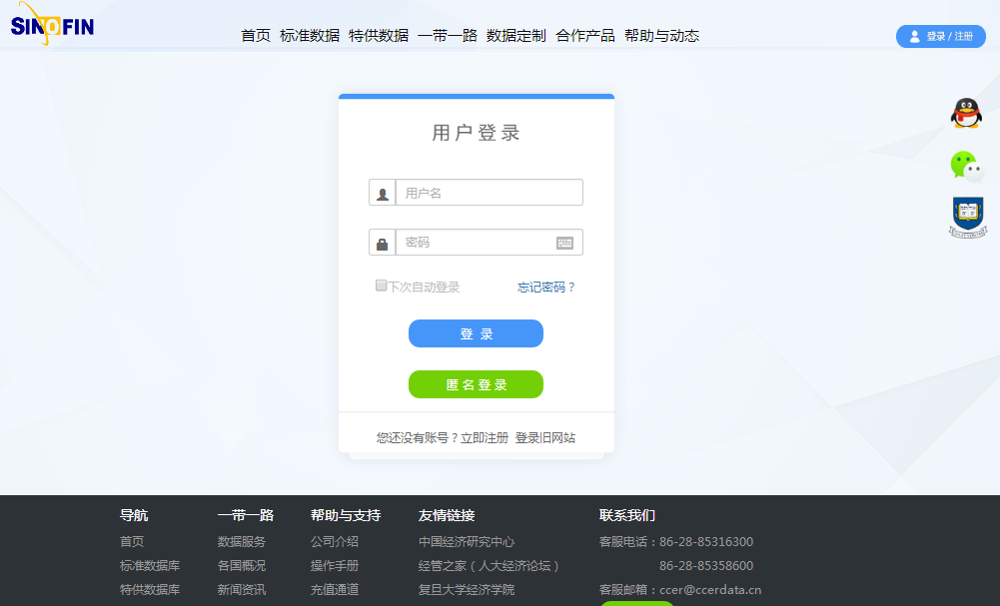 SINOFIN
首页 标准数据 特供数据 一带一路 数据定制 合作产品 帮助与动态
登录 / 注册
用户登录
用户名
密码
下次自动登录 忘记密码？
登 录
匿名登录
您还没有账号？立即注册 登录旧网站
导航 一带一路 帮助与支持 友情链接 联系我们
首页 数据服务 公司介绍 中国经济研究中心 客服电话：86-28-85316300
标准数据库 各国概况 操作手册 经管之家（人大经济论坛） 86-28-85358600
特供数据库 新闻资讯 充值通道 复旦大学经济学院 客服邮箱：ccer@ccerdata.cn